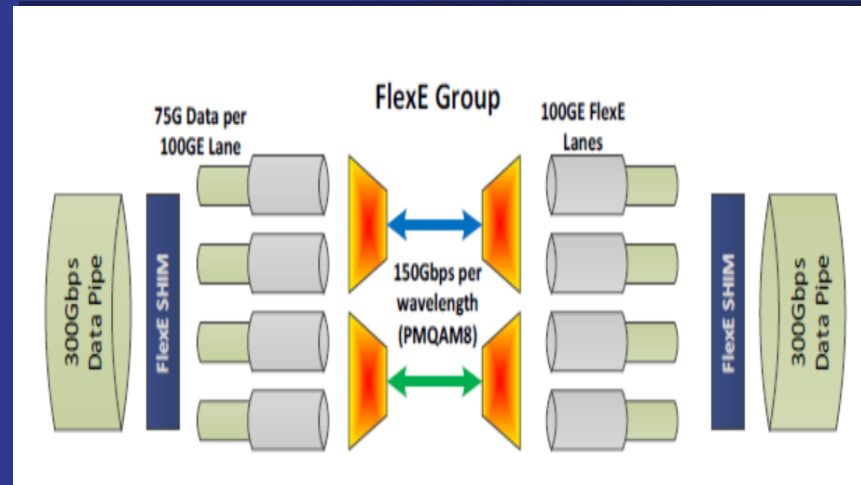 FlexE Group
75G Data per
100GE Lane
100GE FlexE
Lanes
300Gbps
Data Pipe
FlexE SHIM
150Gbps per
wavelength
(PMQAM8)
FlexE SHIM
300Gbps
Data Pipe